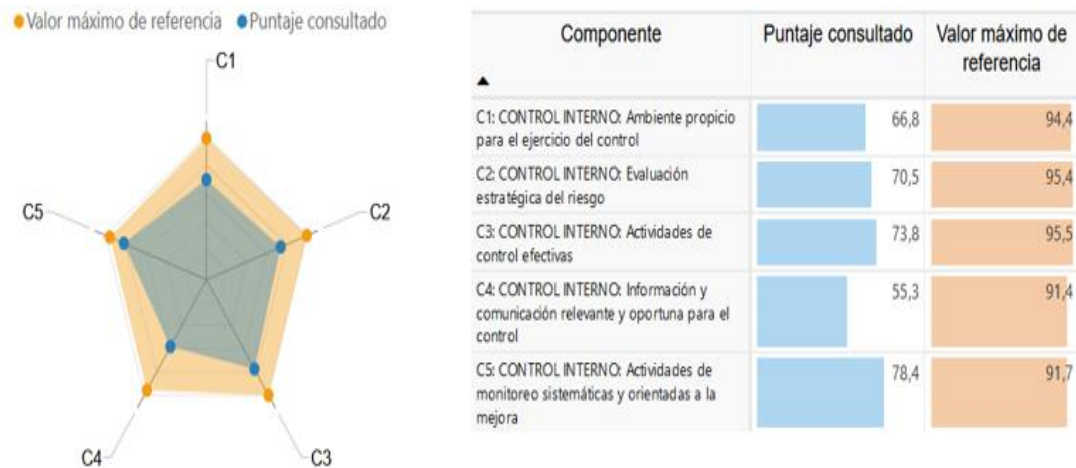 Valor máximo de referencia Puntaje consultado
C1
C2
C3
C4
C5
Componente Puntaje consultado Valor máximo de
referencia
C1: CONTROL INTERNO: Ambiente propicio
para el ejercicio del control
66,8 94,4
C2: CONTROL INTERNO: Evaluación
estratégica del riesgo
70,5 95,4
C3: CONTROL INTERNO: Actividades de
control efectivas
73,8 95,5
C4: CONTROL INTERNO: Información y
comunicación relevante y oportuna para el
control
55,3 91,4
C5: CONTROL INTERNO: Actividades de
monitoreo sistemáticas y orientadas a la
mejora
78,4 91,7